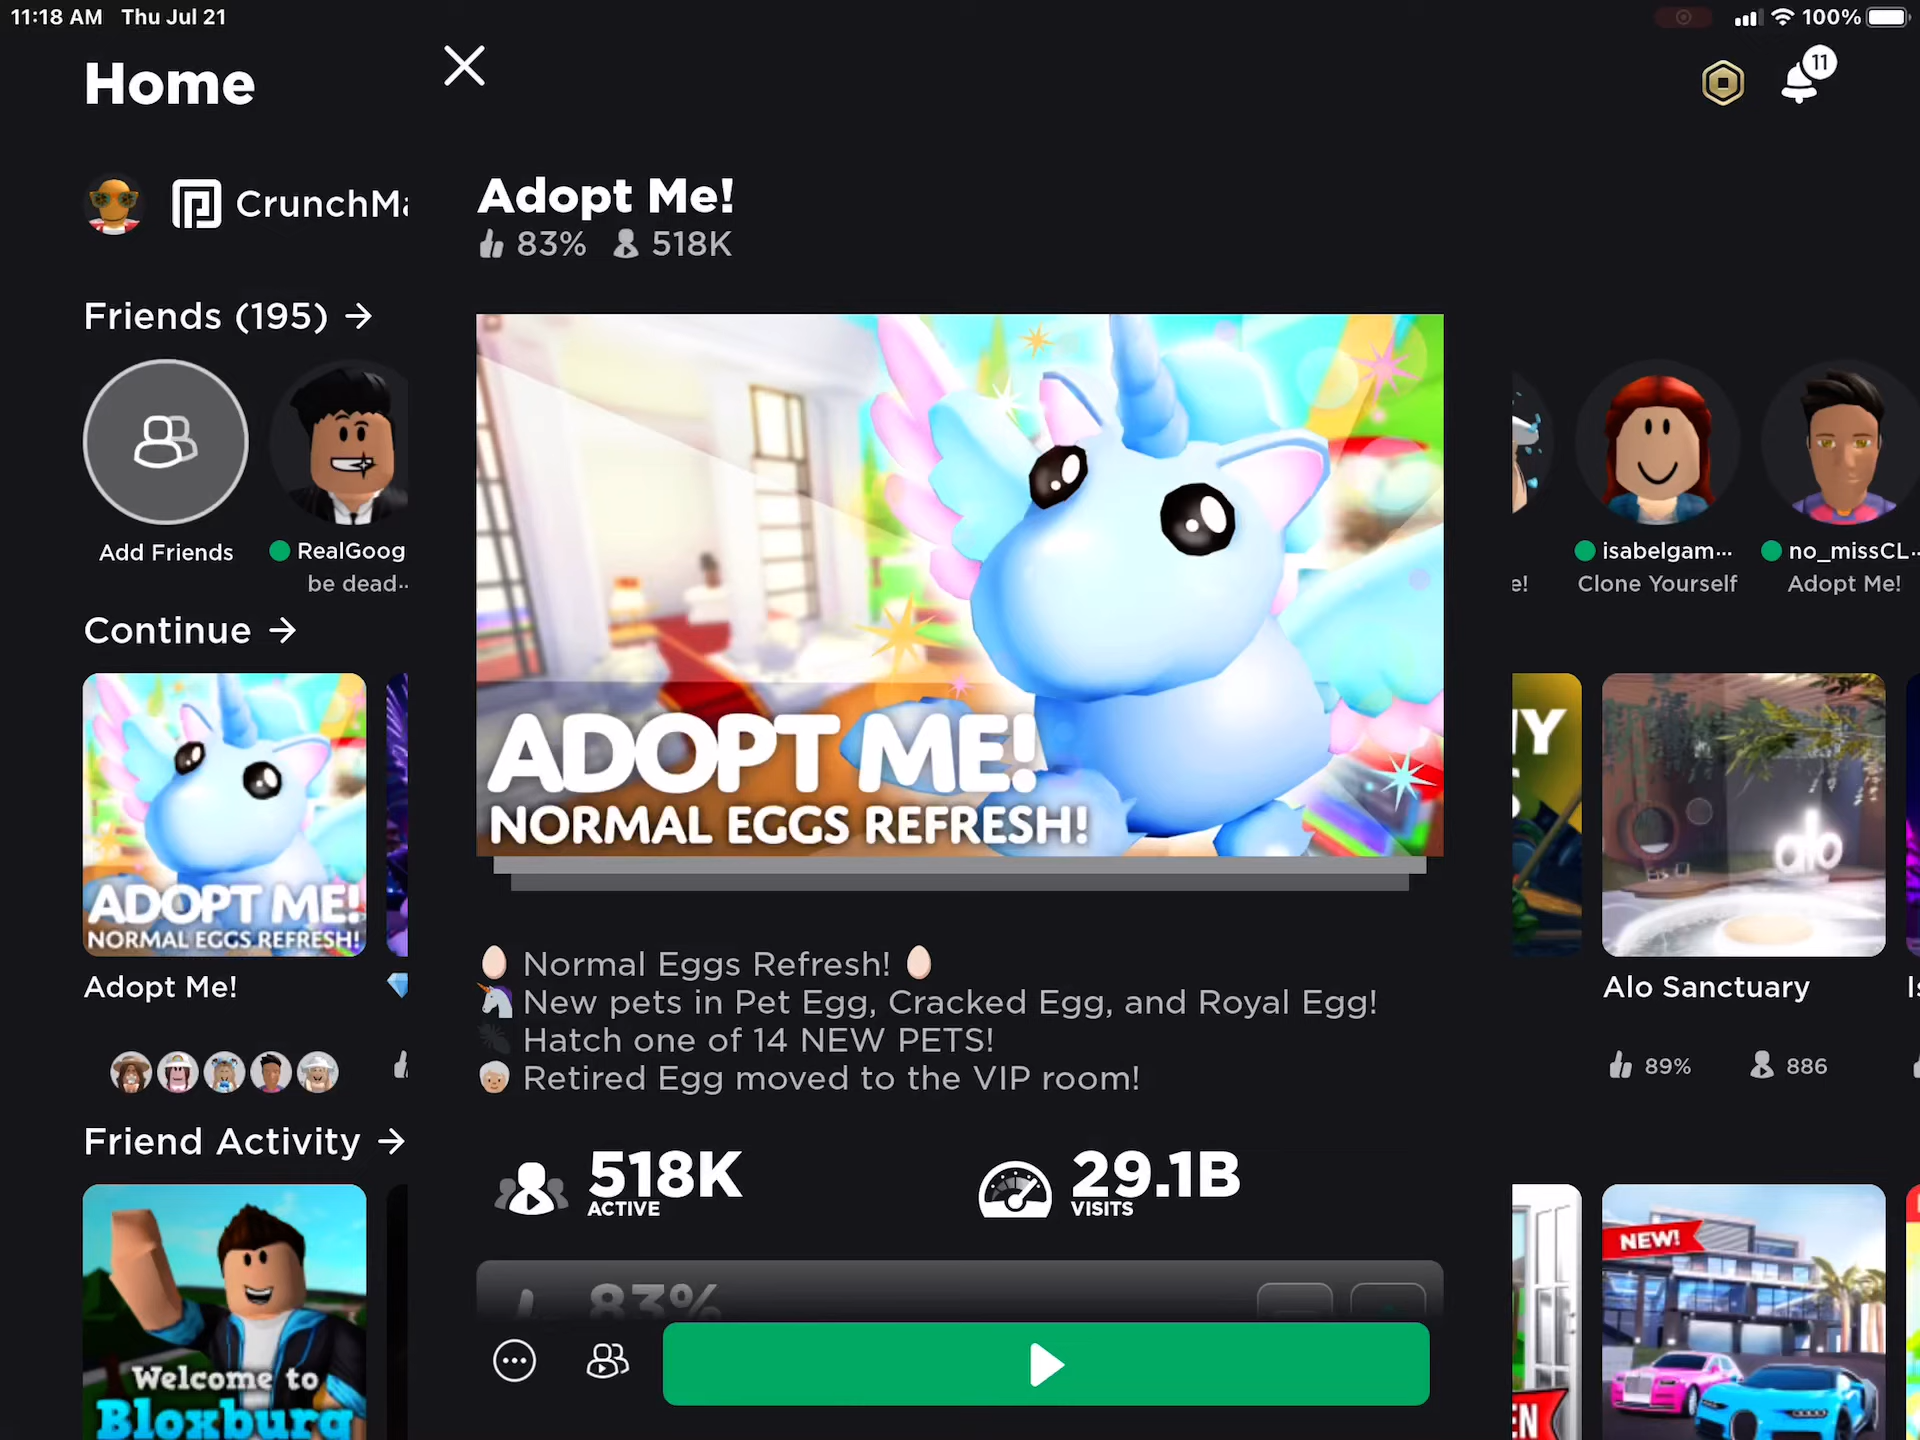 11:18 AM Thu Jul 21
100%
Home
11
CrunchMa
Adopt Me!
83% 518K
Friends (195) →
Add Friends
RealGoog
be dead..
e!
isabelgam...
Clone Yourself
no_missCL..
Adopt Me!
Continue →
ADOPT ME!
NORMAL EGGS REFRESH!
ADOPT ME!
NORMAL EGGS REFRESH!
Adopt Me!
NY
alo
Alo Sanctuary
89% 886
Normal Eggs Refresh!
New pets in Pet Egg, Cracked Egg, and Royal Egg!
Hatch one of 14 NEW PETS!
Retired Egg moved to the VIP room!
Friend Activity →
518K
ACTIVE
29.1B
VISITS
83%
Welcome to
Bloxburg
NEW!
EN